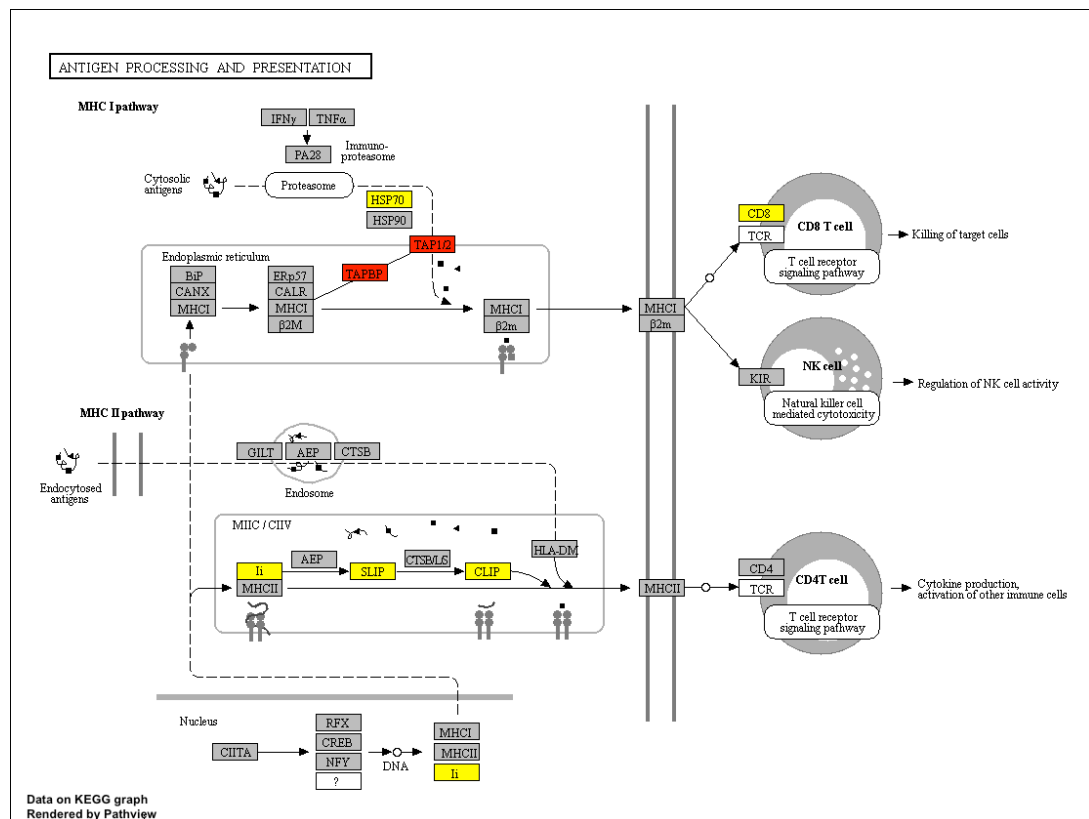 ANTIGEN PROCESSING AND PRESENTATION
MHC I pathway
IFNγ
TNFα
PA28
Immuno-
proteasome
Cytosolic
antigens
Proteasome
HSP70
HSP90
TAP1/2
TAPBP
Endoplasmic reticulum
BiP
CANX
MHCI
ERp57
CALR
MHCI
β2M
MHCI
β2m
MHCI
β2m
CD8
TCR
CD8 T cell
T cell receptor
signaling pathway
Killing of target cells
KIR
NK cell
Natural killer cell
mediated cytotoxicity
Regulation of NK cell activity
MHC II pathway
Endocytosed
antigens
GILT
AEP
CTSB
Endosome
MIIC / CIIV
Ii
MHCII
AEP
SLIP
CTSB/L/S
CLIP
HLA-DM
MHCII
CD4
TCR
CD4T cell
T cell receptor
signaling pathway
Cytokine production,
activation of other immune cells
Nucleus
CIITA
RFX
CREB
NFY
?
DNA
MHCI
MHCII
Ii
Data on KEGG graph
Rendered by Pathview